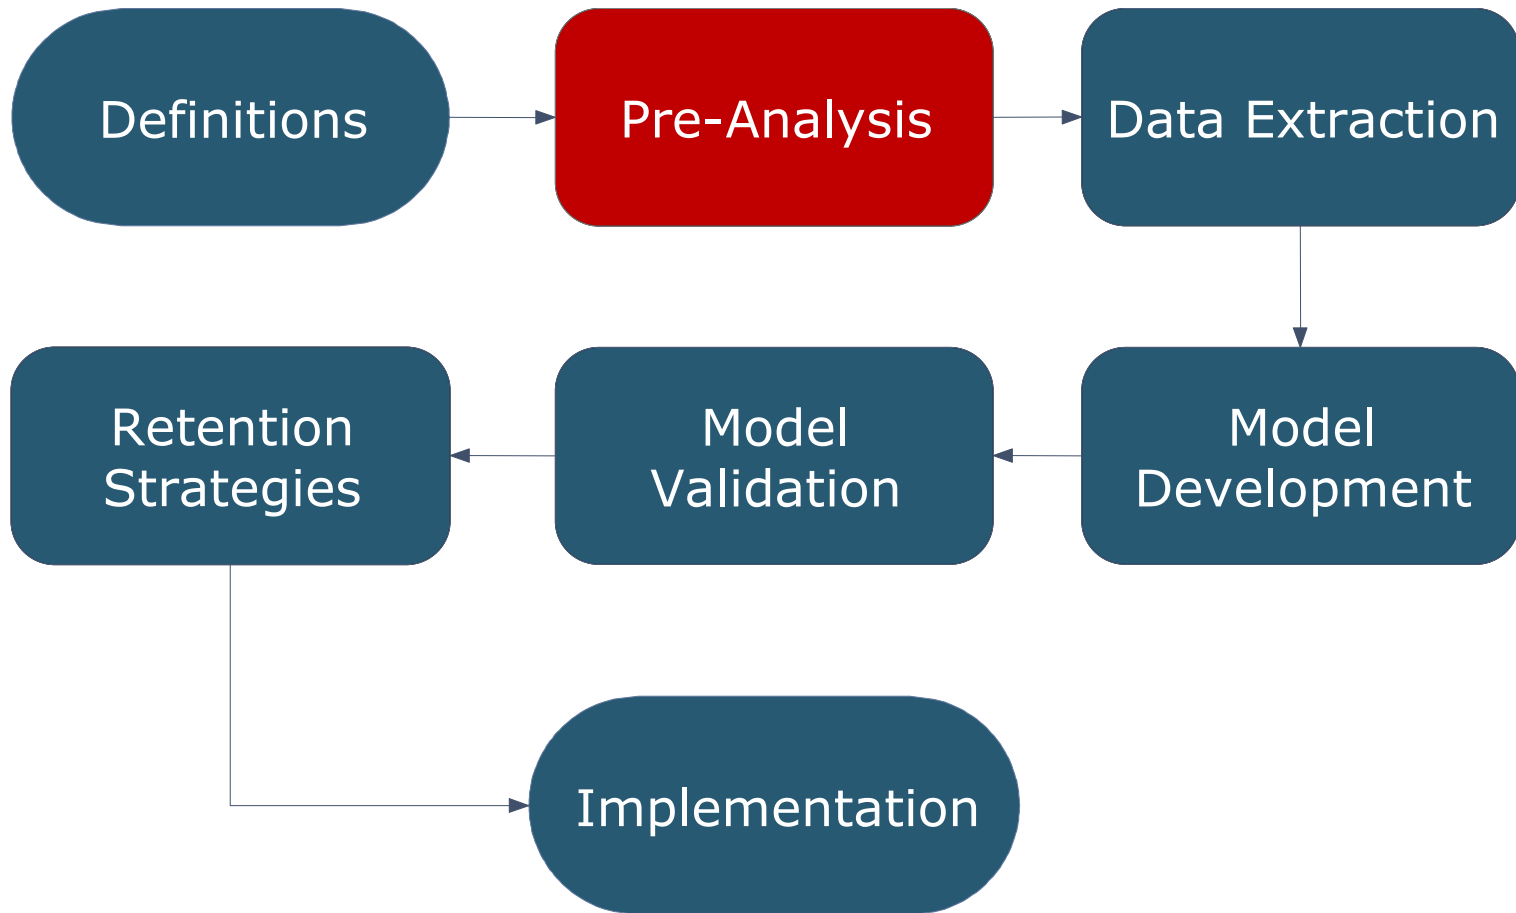 Definitions
Pre-Analysis
Data Extraction
Retention
Strategies
Model
Validation
Model
Development
Implementation